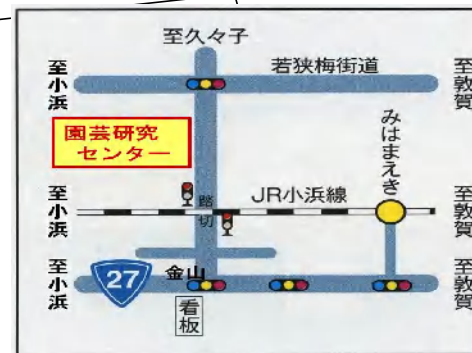 至久々子
若狭梅街道
至小浜
至敦賀
園芸研究
センター
みはまえき
JR小浜線
踏切
至小浜
至敦賀
至小浜
27
金山
至敦賀
看板